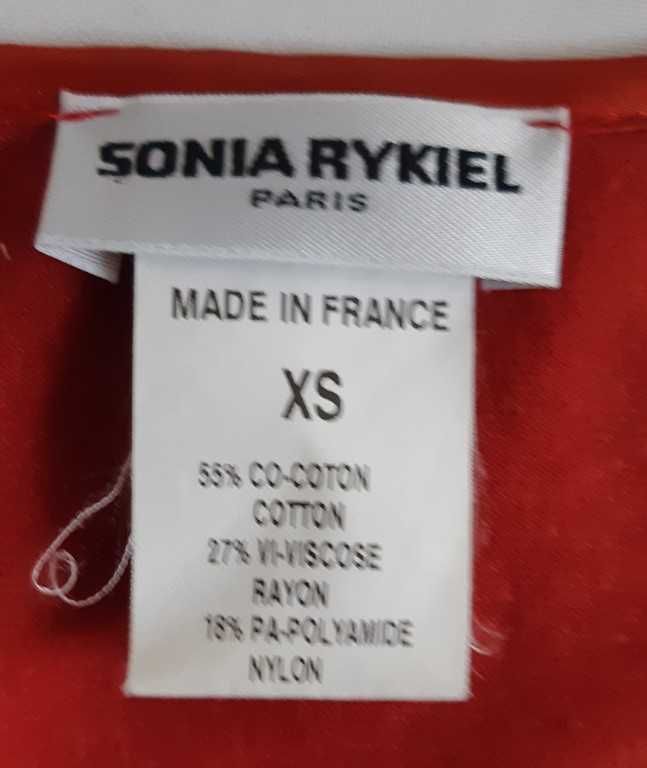 SONIA RYKIEL
PARIS
MADE IN FRANCE
XS
55% CO-COTON
COTTON
27% VI-VISCOSE
RAYON
18% PA-POLYAMIDE
NYLON